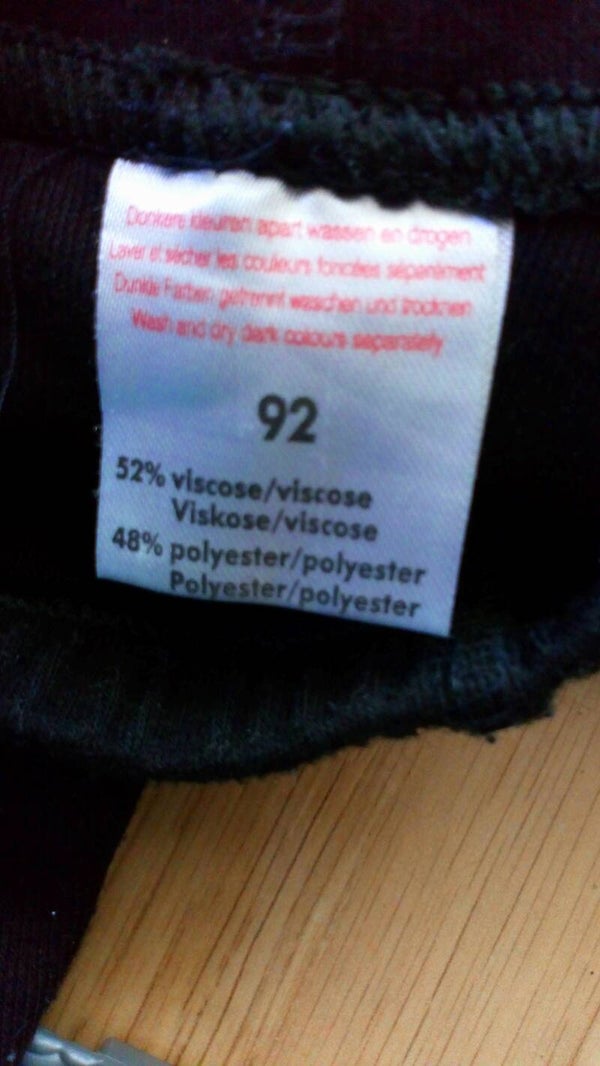 Donkere kleuren apart wassen en drogen
Laver et sécher les couleurs foncées séparément
Dunkle Farben getrennt waschen und trocknen
Wash and dry dark colours separately
92
52% viscose/viscose
Viskose/viscose
48% polyester/polyester
Polyester/polyester